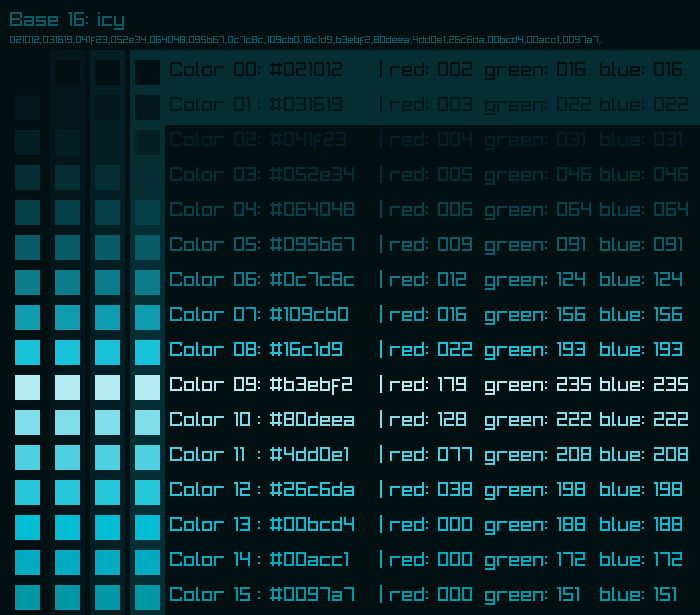 Base 16: icy
021012,031619,041f23,052e34,064048,095b67,0c7c8c,109cb0,16c1d9,b3ebf2,80deea,4dd0e1,26c6da,00bcd4,00acc1,0097a7,
Color 00: #021012 | red: 002 green: 016 blue: 016
Color 01 : #031619 | red: 003 green: 022 blue: 022
Color 02: #041f23 | red: 004 green: 031 blue: 031
Color 03: #052e34 | red: 005 green: 046 blue: 046
Color 04: #064048 | red: 006 green: 064 blue: 064
Color 05: #095b67 | red: 009 green: 091 blue: 091
Color 06: #0c7c8c | red: 012 green: 124 blue: 124
Color 07: #109cb0 | red: 016 green: 156 blue: 156
Color 08: #16c1d9 | red: 022 green: 193 blue: 193
Color 09: #b3ebf2 | red: 179 green: 235 blue: 235
Color 10 : #80deea | red: 128 green: 222 blue: 222
Color 11 : #4dd0e1 | red: 077 green: 208 blue: 208
Color 12 : #26c6da | red: 038 green: 198 blue: 198
Color 13 : #00bcd4 | red: 000 green: 188 blue: 188
Color 14 : #00acc1 | red: 000 green: 172 blue: 172
Color 15 : #0097a7 | red: 000 green: 151 blue: 151